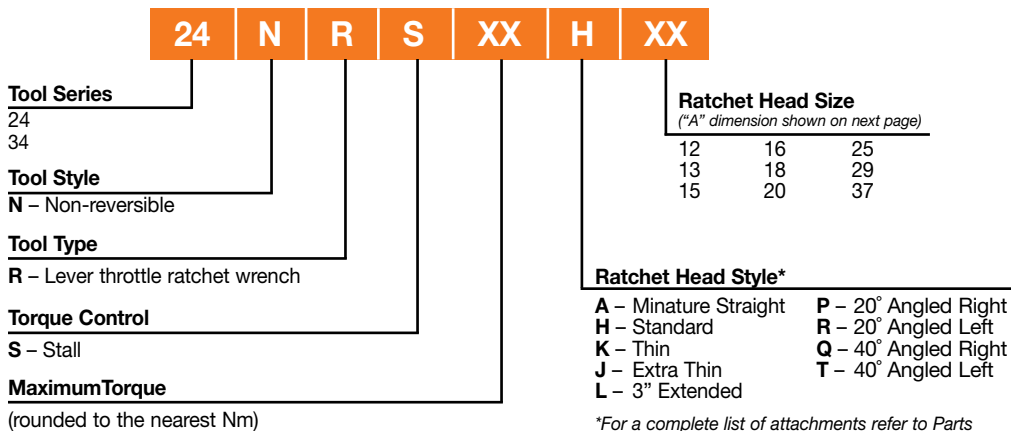 24 N R S XX H XX
Tool Series
24
34
Tool Style
N – Non-reversible
Tool Type
R – Lever throttle ratchet wrench
Torque Control
S – Stall
MaximumTorque
(rounded to the nearest Nm)
Ratchet Head Size
("A" dimension shown on next page)
12 16 25
13 18 29
15 20 37
Ratchet Head Style*
A – Minature Straight P – 20° Angled Right
H – Standard R – 20° Angled Left
K – Thin Q – 40° Angled Right
J – Extra Thin T – 40° Angled Left
L – 3” Extended
*For a complete list of attachments refer to Parts